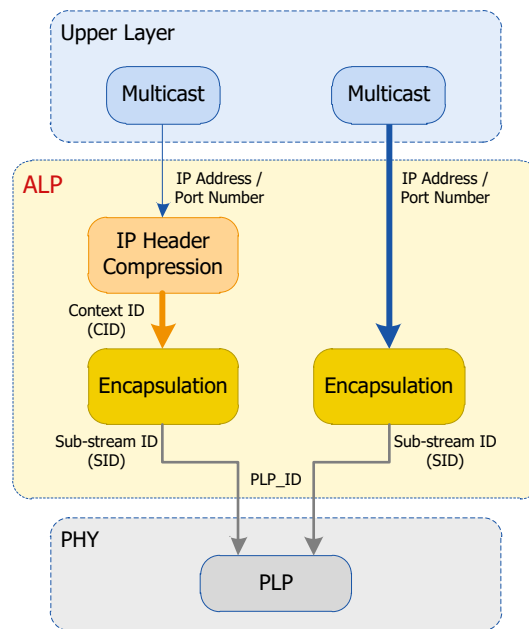 Upper Layer
Multicast
Multicast
ALP
IP Address /
Port Number
IP Address /
Port Number
IP Header
Compression
Context ID
(CID)
Encapsulation
Encapsulation
Sub-stream ID
(SID)
Sub-stream ID
(SID)
PLP_ID
PHY
PLP